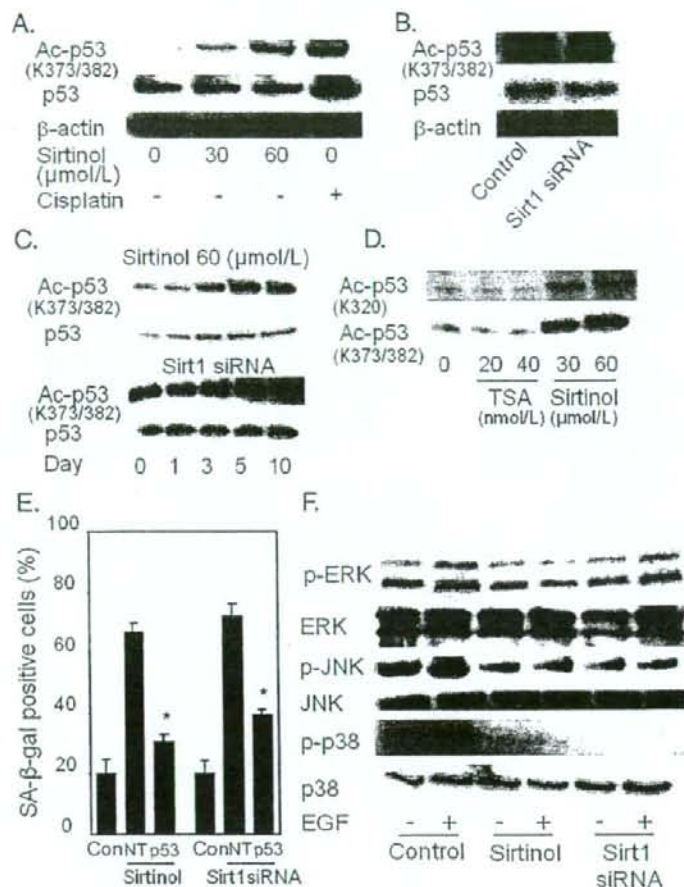 A.
Ac-p53
(K373/382)
p53
β-actin
Sirtinol 0 30 60 0
(μmol/L)
Cisplatin - - - +
B.
Ac-p53
(K373/382)
p53
β-actin
Control Sirt1 siRNA
C.
Sirtinol 60 (μmol/L)
Ac-p53
(K373/382)
p53
Sirt1 siRNA
Ac-p53
(K373/382)
p53
Day 0 1 3 5 10
D.
Ac-p53
(K320)
Ac-p53
(K373/382)
0 20 40 30 60
TSA Sirtinol
(nmol/L) (μmol/L)
E.
SA-β-gal positive cells (%)
100
80
60
40
20
0
* *
Con NT p53 Con NT p53
Sirtinol Sirt1siRNA
F.
p-ERK
ERK
p-JNK
JNK
p-p38
p38
EGF - + - + - +
Control Sirtinol Sirt1
siRNA